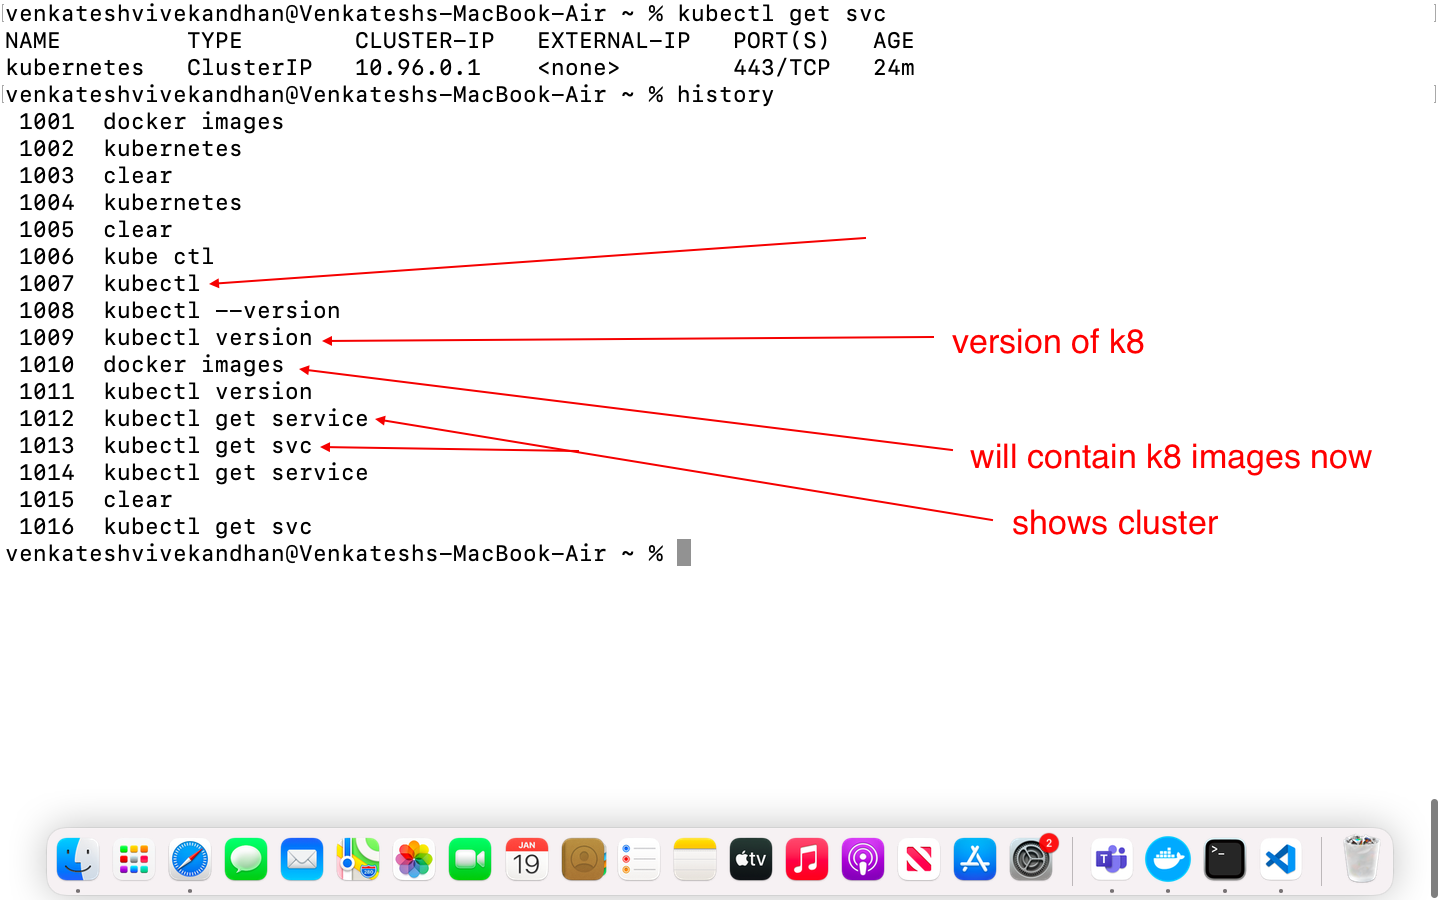 venkateshvivekandhan@Venkateshs-MacBook-Air ~ % kubectl get svc
NAME TYPE CLUSTER-IP EXTERNAL-IP PORT(S) AGE
kubernetes ClusterIP 10.96.0.1 <none> 443/TCP 24m
venkateshvivekandhan@Venkateshs-MacBook-Air ~ % history
1001 docker images
1002 kubernetes
1003 clear
1004 kubernetes
1005 clear
1006 kube ctl
1007 kubectl
1008 kubectl --version
1009 kubectl version
version of k8
1010 docker images
1011 kubectl version
1012 kubectl get service
1013 kubectl get svc
will contain k8 images now
1014 kubectl get service
1015 clear
1016 kubectl get svc
shows cluster
venkateshvivekandhan@Venkateshs-MacBook-Air ~ %
JAN
19
280
tv
2
T
>_